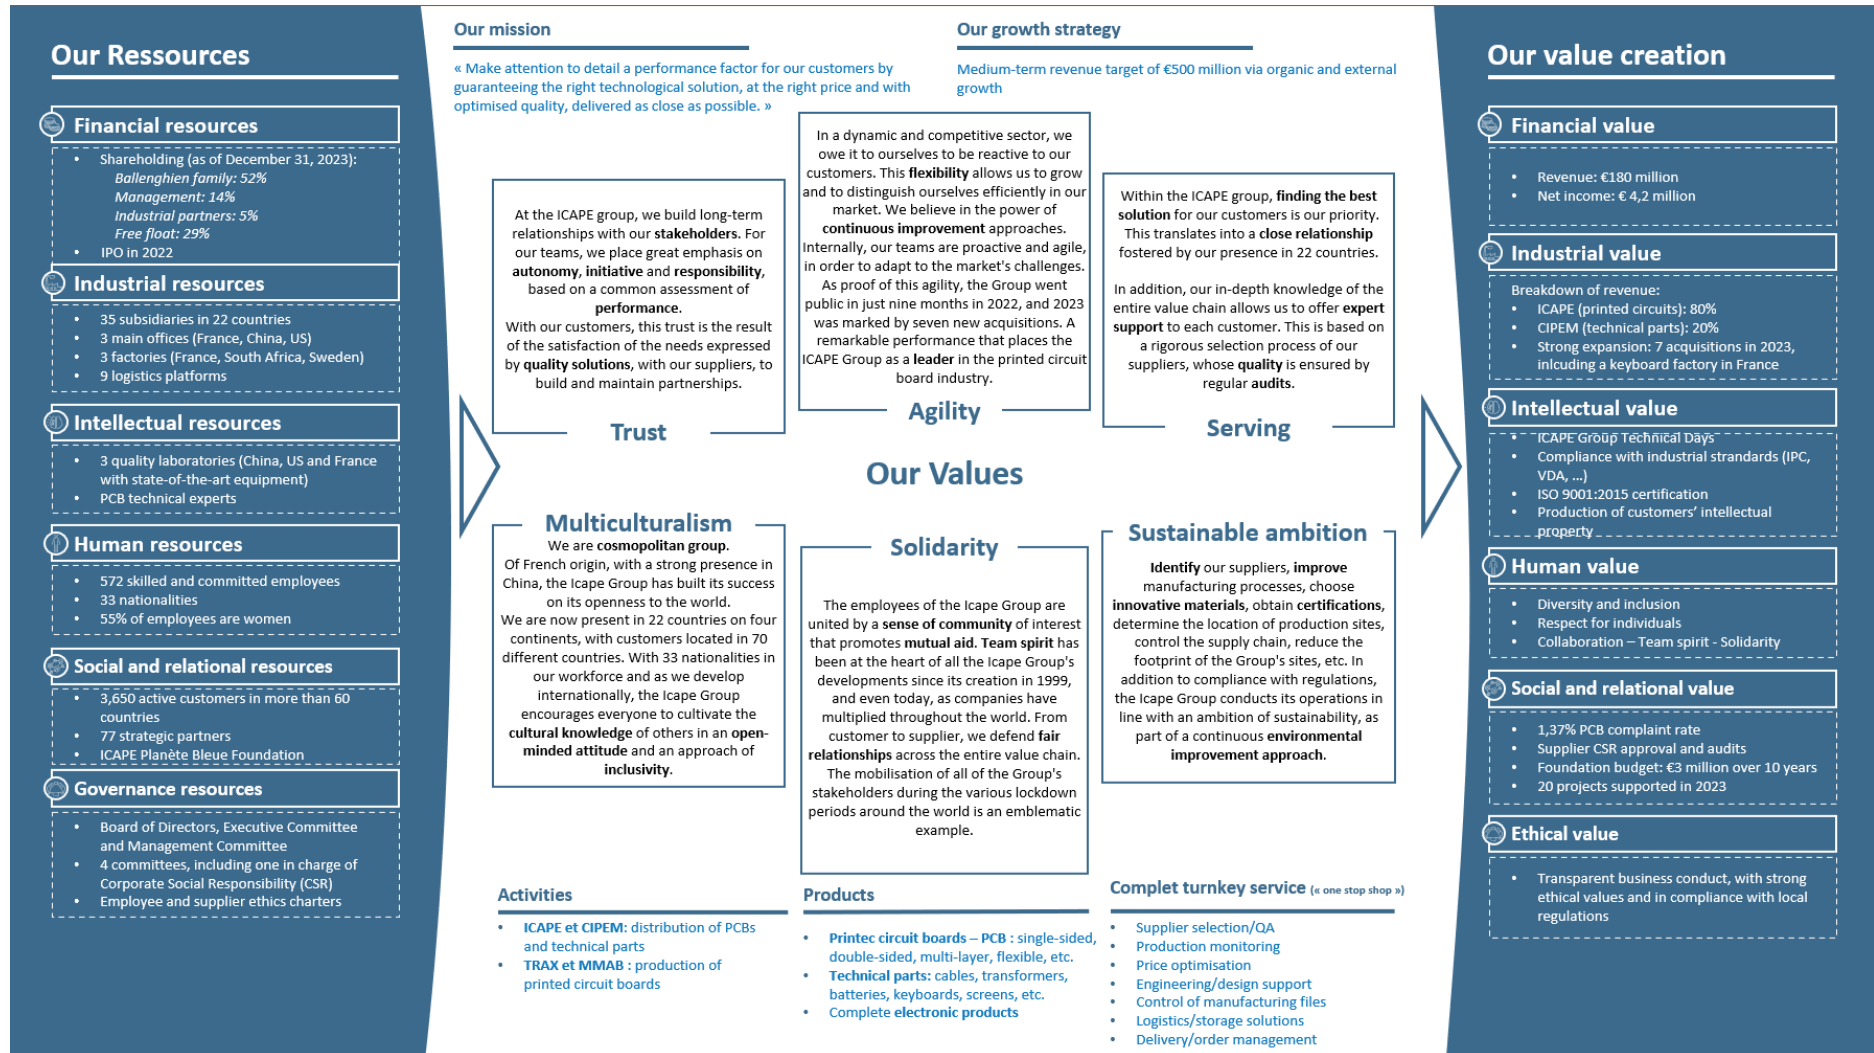 Our Ressources
Financial resources
• Shareholding (as of December 31, 2023):
Ballenghien family: 52%
Management: 14%
Industrial partners: 5%
Free float: 29%
• IPO in 2022
Industrial resources
• 35 subsidiaries in 22 countries
• 3 main offices (France, China, US)
• 3 factories (France, South Africa, Sweden)
• 9 logistics platforms
Intellectual resources
• 3 quality laboratories (China, US and France
with state-of-the-art equipment)
• PCB technical experts
Human resources
• 572 skilled and committed employees
• 33 nationalities
• 55% of employees are women
Social and relational resources
• 3,650 active customers in more than 60
countries
• 77 strategic partners
• ICAPE Planète Bleue Foundation
Governance resources
• Board of Directors, Executive Committee
and Management Committee
• 4 committees, including one in charge of
Corporate Social Responsibility (CSR)
• Employee and supplier ethics charters
Our mission
« Make attention to detail a performance factor for our customers by
guaranteeing the right technological solution, at the right price and with
optimised quality, delivered as close as possible. »
Our growth strategy
Medium-term revenue target of €500 million via organic and external
growth
At the ICAPE group, we build long-term
relationships with our stakeholders. For
our teams, we place great emphasis on
autonomy, initiative and responsibility,
based on a common assessment of
performance.
With our customers, this trust is the result
of the satisfaction of the needs expressed
by quality solutions, with our suppliers, to
build and maintain partnerships.
Trust
In a dynamic and competitive sector, we
owe it to ourselves to be reactive to our
customers. This flexibility allows us to grow
and to distinguish ourselves efficiently in our
market. We believe in the power of
continuous improvement approaches.
Internally, our teams are proactive and agile,
in order to adapt to the market's challenges.
As proof of this agility, the Group went
public in just nine months in 2022, and 2023
was marked by seven new acquisitions. A
remarkable performance that places the
ICAPE Group as a leader in the printed circuit
board industry.
Agility
Within the ICAPE group, finding the best
solution for our customers is our priority.
This translates into a close relationship
fostered by our presence in 22 countries.
In addition, our in-depth knowledge of the
entire value chain allows us to offer expert
support to each customer. This is based on
a rigorous selection process of our
suppliers, whose quality is ensured by
regular audits.
Serving
Our Values
Multiculturalism
We are cosmopolitan group.
Of French origin, with a strong presence in
China, the Icape Group has built its success
on its openness to the world.
We are now present in 22 countries on four
continents, with customers located in 70
different countries. With 33 nationalities in
our workforce and as we develop
internationally, the Icape Group
encourages everyone to cultivate the
cultural knowledge of others in an open-
minded attitude and an approach of
inclusivity.
Solidarity
The employees of the Icape Group are
united by a sense of community of interest
that promotes mutual aid. Team spirit has
been at the heart of all the Icape Group's
developments since its creation in 1999,
and even today, as companies have
multiplied throughout the world. From
customer to supplier, we defend fair
relationships across the entire value chain.
The mobilisation of all of the Group's
stakeholders during the various lockdown
periods around the world is an emblematic
example.
Sustainable ambition
Identify our suppliers, improve
manufacturing processes, choose
innovative materials, obtain certifications,
determine the location of production sites,
control the supply chain, reduce the
footprint of the Group's sites, etc. In
addition to compliance with regulations,
the Icape Group conducts its operations in
line with an ambition of sustainability, as
part of a continuous environmental
improvement approach.
Activities
• ICAPE et CIPEM: distribution of PCBs
and technical parts
• TRAX et MMAB : production of
printed circuit boards
Products
• Printec circuit boards – PCB : single-sided,
double-sided, multi-layer, flexible, etc.
• Technical parts: cables, transformers,
batteries, keyboards, screens, etc.
• Complete electronic products
Complet turnkey service (« one stop shop »)
• Supplier selection/QA
• Production monitoring
• Price optimisation
• Engineering/design support
• Control of manufacturing files
• Logistics/storage solutions
• Delivery/order management
Our value creation
Financial value
• Revenue: €180 million
• Net income: € 4,2 million
Industrial value
Breakdown of revenue:
• ICAPE (printed circuits): 80%
• CIPEM (technical parts): 20%
• Strong expansion: 7 acquisitions in 2023,
inlcuding a keyboard factory in France
Intellectual value
• ICAPE Group Technical Days
• Compliance with industrial strandards (IPC,
VDA, ...)
• ISO 9001:2015 certification
• Production of customers' intellectual
property
Human value
• Diversity and inclusion
• Respect for individuals
• Collaboration – Team spirit - Solidarity
Social and relational value
• 1,37% PCB complaint rate
• Supplier CSR approval and audits
• Foundation budget: €3 million over 10 years
• 20 projects supported in 2023
Ethical value
• Transparent business conduct, with strong
ethical values and in compliance with local
regulations